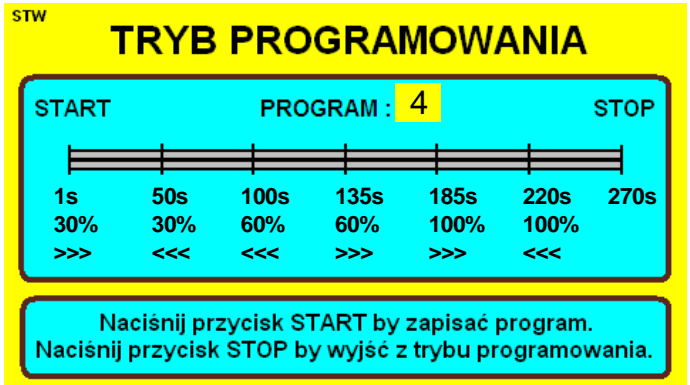 STW
TRYB PROGRAMOWANIA
START PROGRAM : 4 STOP
1s 50s 100s 135s 185s 220s 270s
30% 30% 60% 60% 100% 100%
>>> <<< <<< >>> >>> <<<
Naciśnij przycisk START by zapisać program.
Naciśnij przycisk STOP by wyjść z trybu programowania.